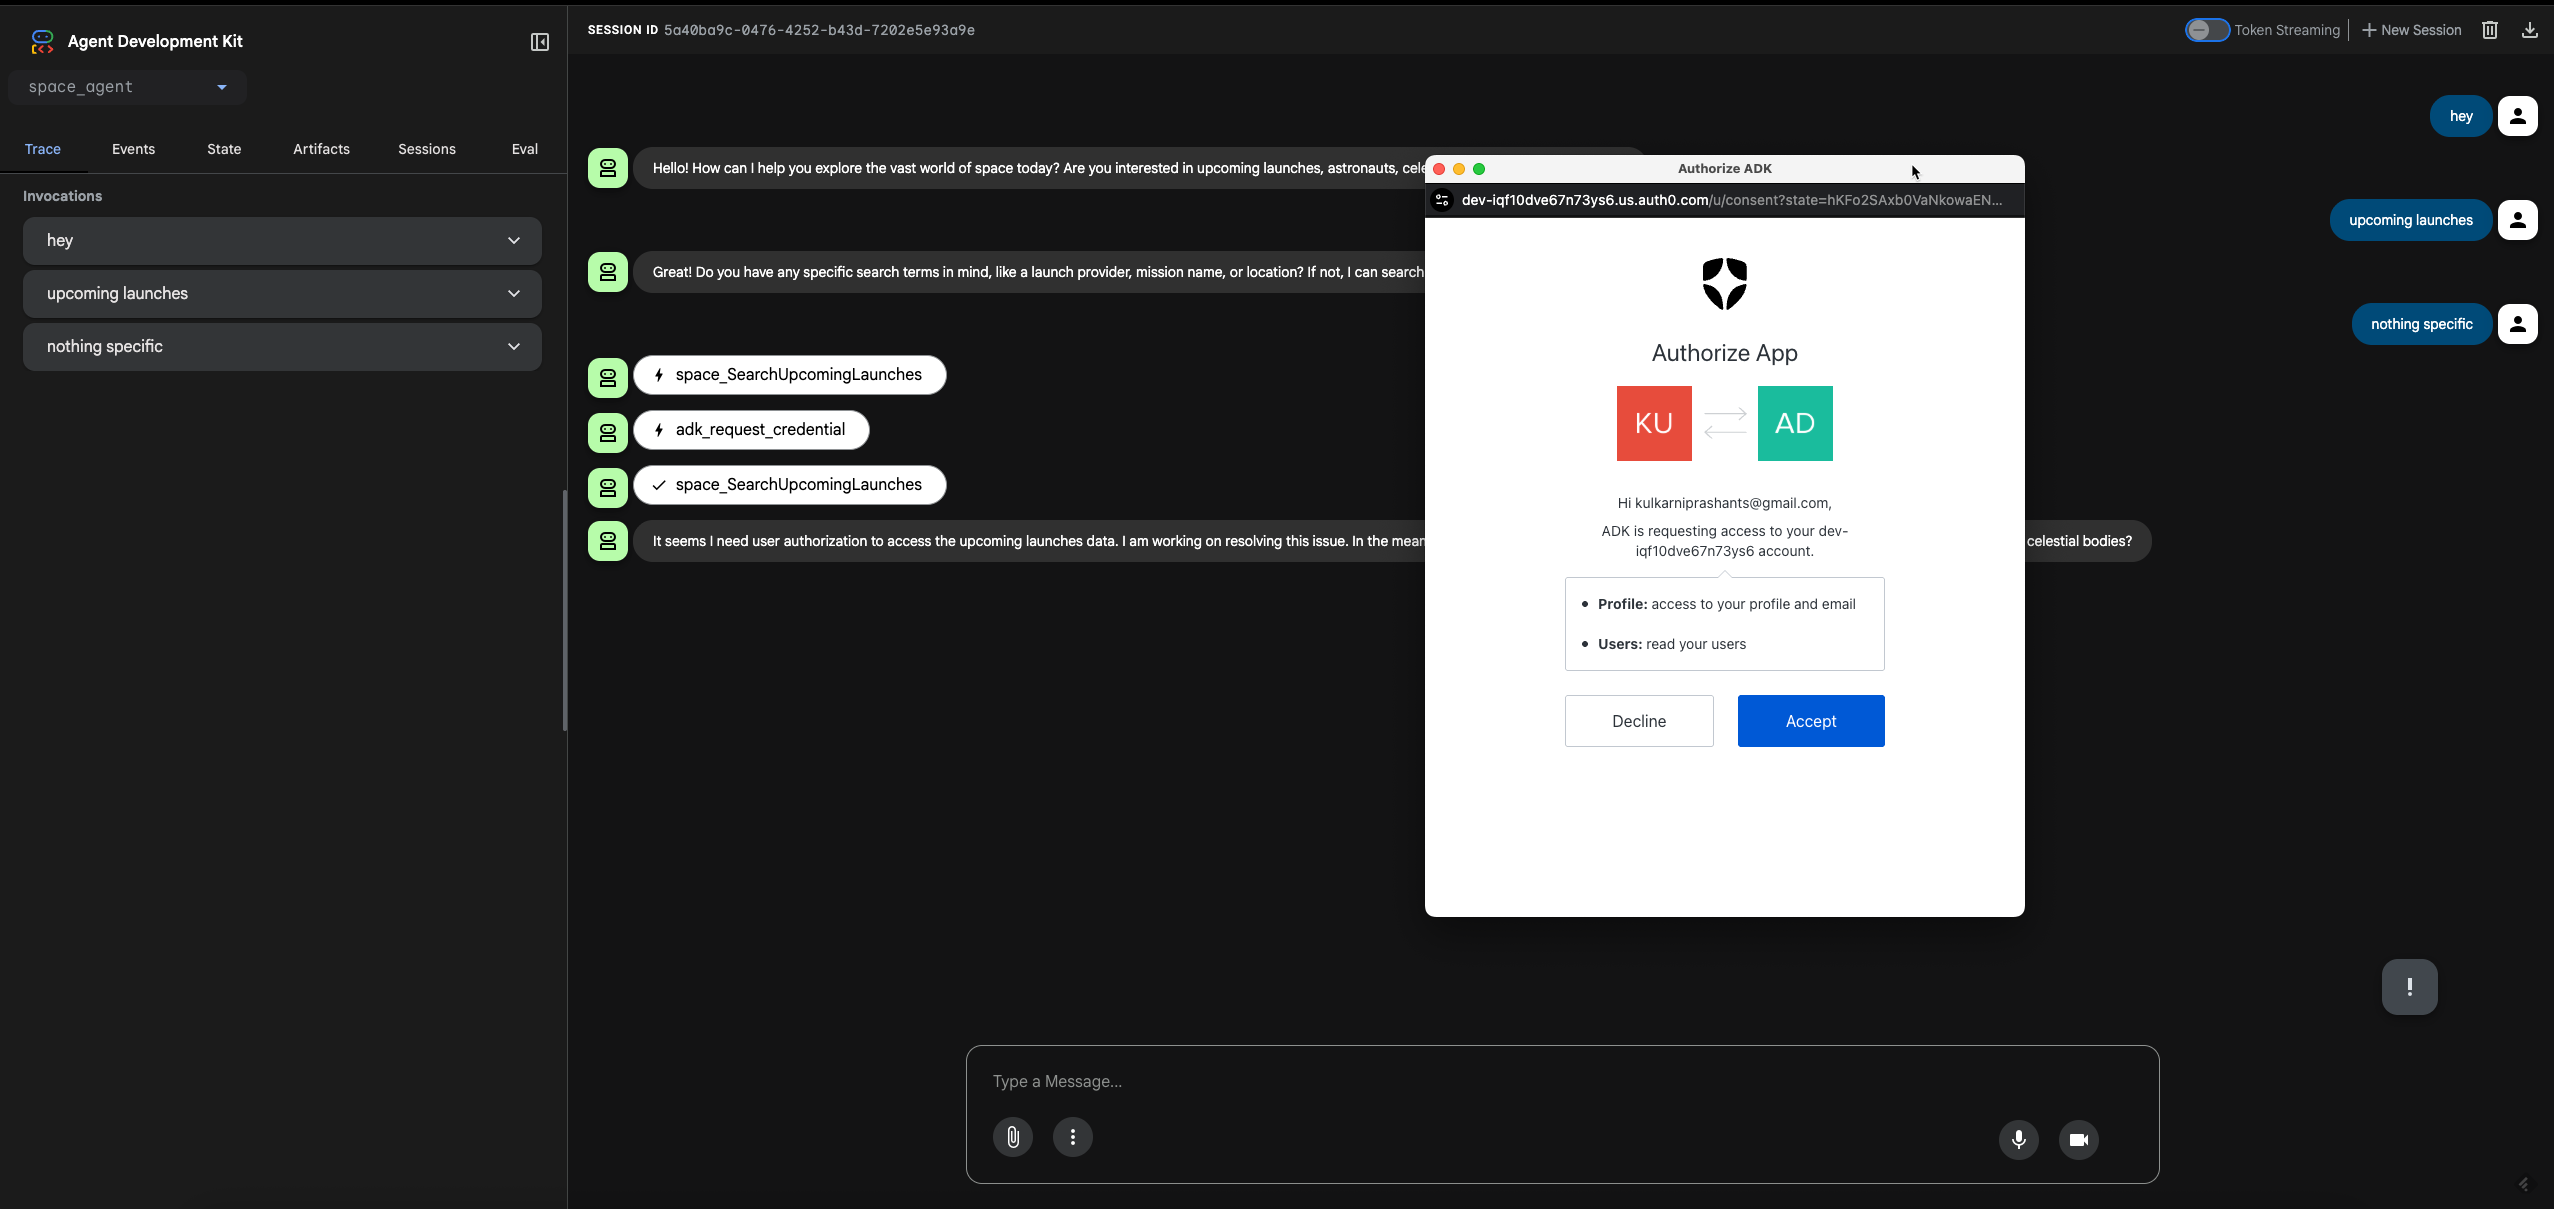 Agent Development Kit
space_agent
Trace Events State Artifacts Sessions Eval
Invocations
hey
upcoming launches
nothing specific
SESSION ID 5a40ba9c-0476-4252-b43d-7202e5e93a9e
Token Streaming
New Session
hey
Hello! How can I help you explore the vast world of space today? Are you interested in upcoming launches, astronauts, cele
upcoming launches
Great! Do you have any specific search terms in mind, like a launch provider, mission name, or location? If not, I can search
nothing specific
space_SearchUpcomingLaunches
adk_request_credential
space_SearchUpcomingLaunches
It seems I need user authorization to access the upcoming launches data. I am working on resolving this issue. In the mean
celestial bodies?
Authorize ADK
dev-iqf10dve67n73ys6.us.auth0.com/u/consent?state=hKFo2SAxb0VaNkowaEN...
Authorize App
KU
AD
Hi kulkarniprashants@gmail.com,
ADK is requesting access to your dev-
iqf10dve67n73ys6 account.
• Profile: access to your profile and email
• Users: read your users
Decline
Accept
!
Type a Message...